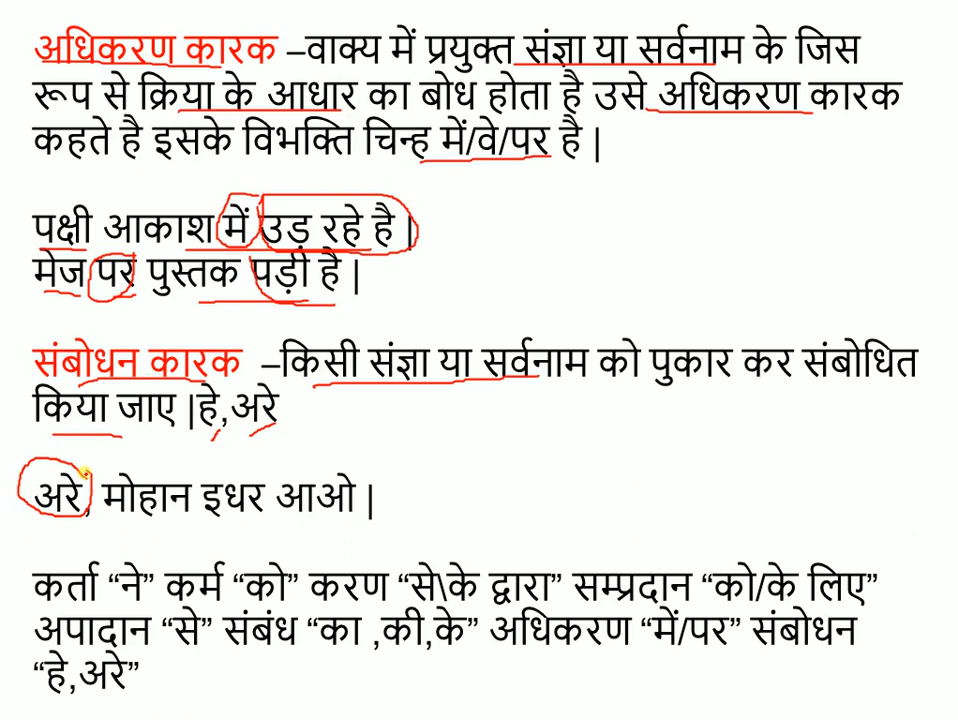 अधिकरण कारक –वाक्य में प्रयुक्त संज्ञा या सर्वनाम के जिस
रूप से क्रिया के आधार का बोध होता है उसे अधिकरण कारक
कहते है इसके विभक्ति चिन्ह में/वे/पर है |
पक्षी आकाश में उड़ रहे है |
मेज पर पुस्तक पड़ी है |
संबोधन कारक –किसी संज्ञा या सर्वनाम को पुकार कर संबोधित
किया जाए |हे,अरे
अरे, मोहान इधर आओ |
कर्ता “ने” कर्म “को” करण “से\के द्वारा” सम्प्रदान “को/के लिए”
अपादान “से” संबंध “का ,की,के” अधिकरण “में/पर” संबोधन
“हे,अरे”